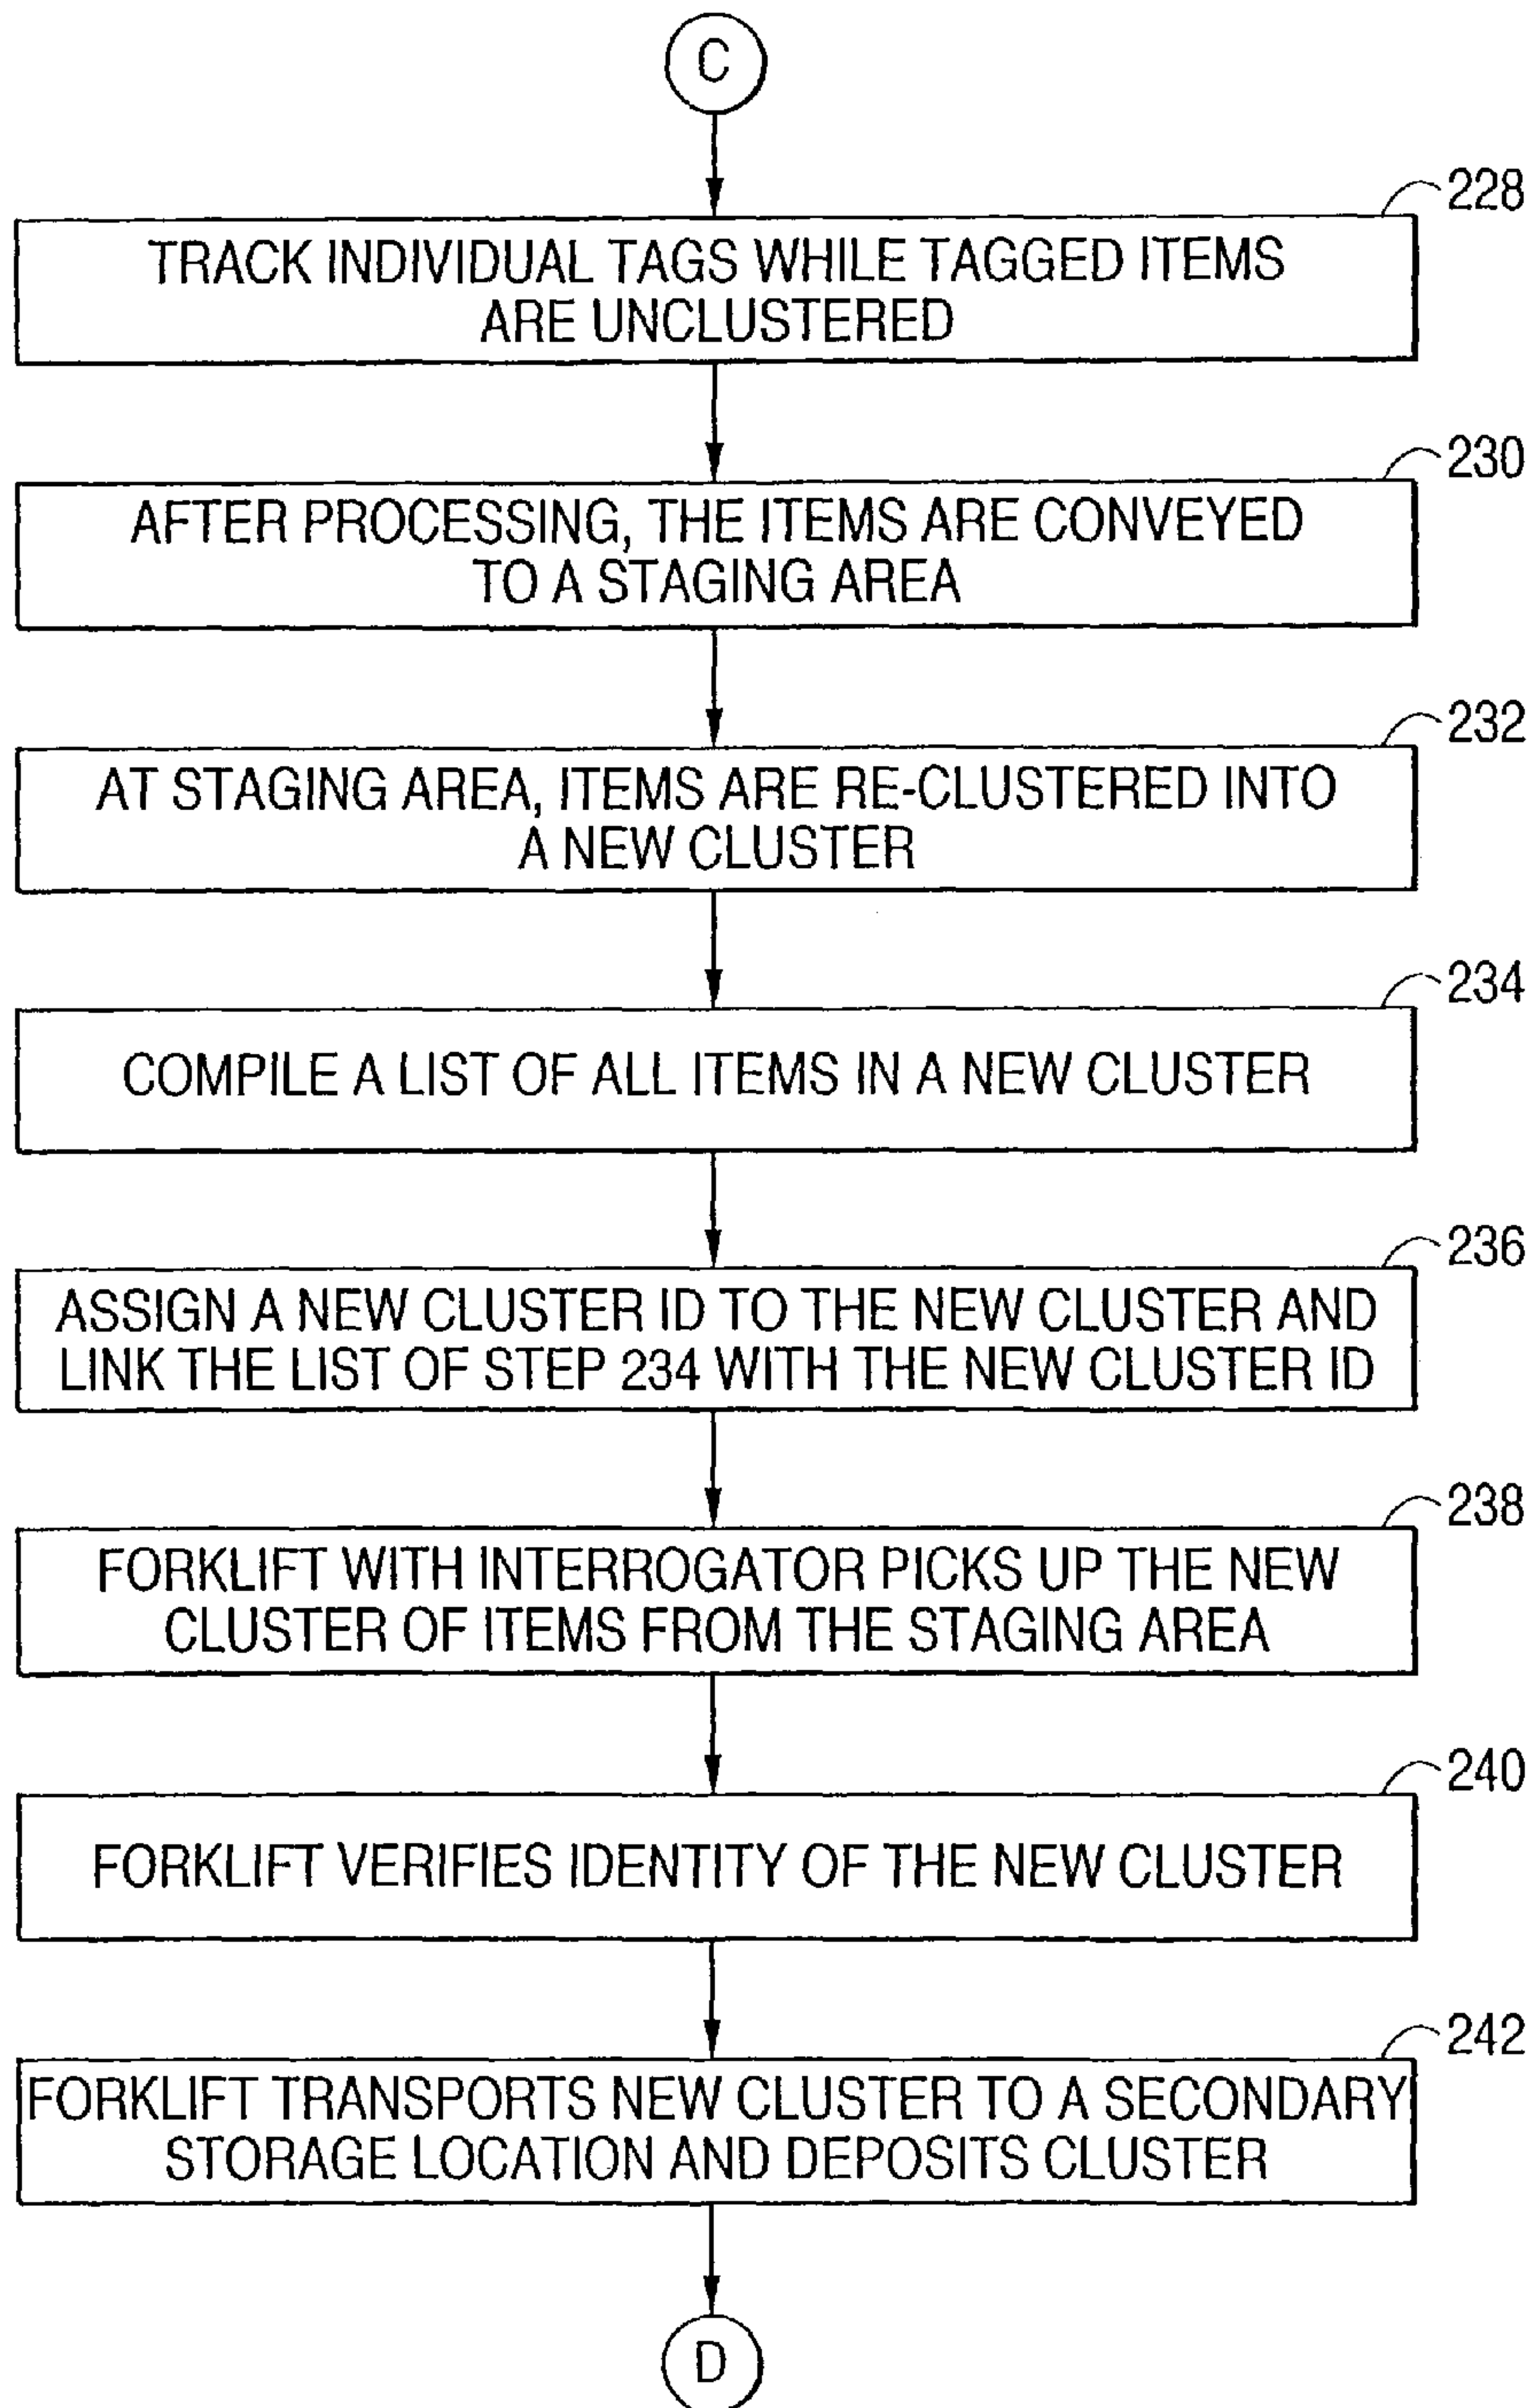 C
228
TRACK INDIVIDUAL TAGS WHILE TAGGED ITEMS
ARE UNCLUSTERED
230
AFTER PROCESSING, THE ITEMS ARE CONVEYED
TO A STAGING AREA
232
AT STAGING AREA, ITEMS ARE RE-CLUSTERED INTO
A NEW CLUSTER
234
COMPILE A LIST OF ALL ITEMS IN A NEW CLUSTER
236
ASSIGN A NEW CLUSTER ID TO THE NEW CLUSTER AND
LINK THE LIST OF STEP 234 WITH THE NEW CLUSTER ID
238
FORKLIFT WITH INTERROGATOR PICKS UP THE NEW
CLUSTER OF ITEMS FROM THE STAGING AREA
240
FORKLIFT VERIFIES IDENTITY OF THE NEW CLUSTER
242
FORKLIFT TRANSPORTS NEW CLUSTER TO A SECONDARY
STORAGE LOCATION AND DEPOSITS CLUSTER
D